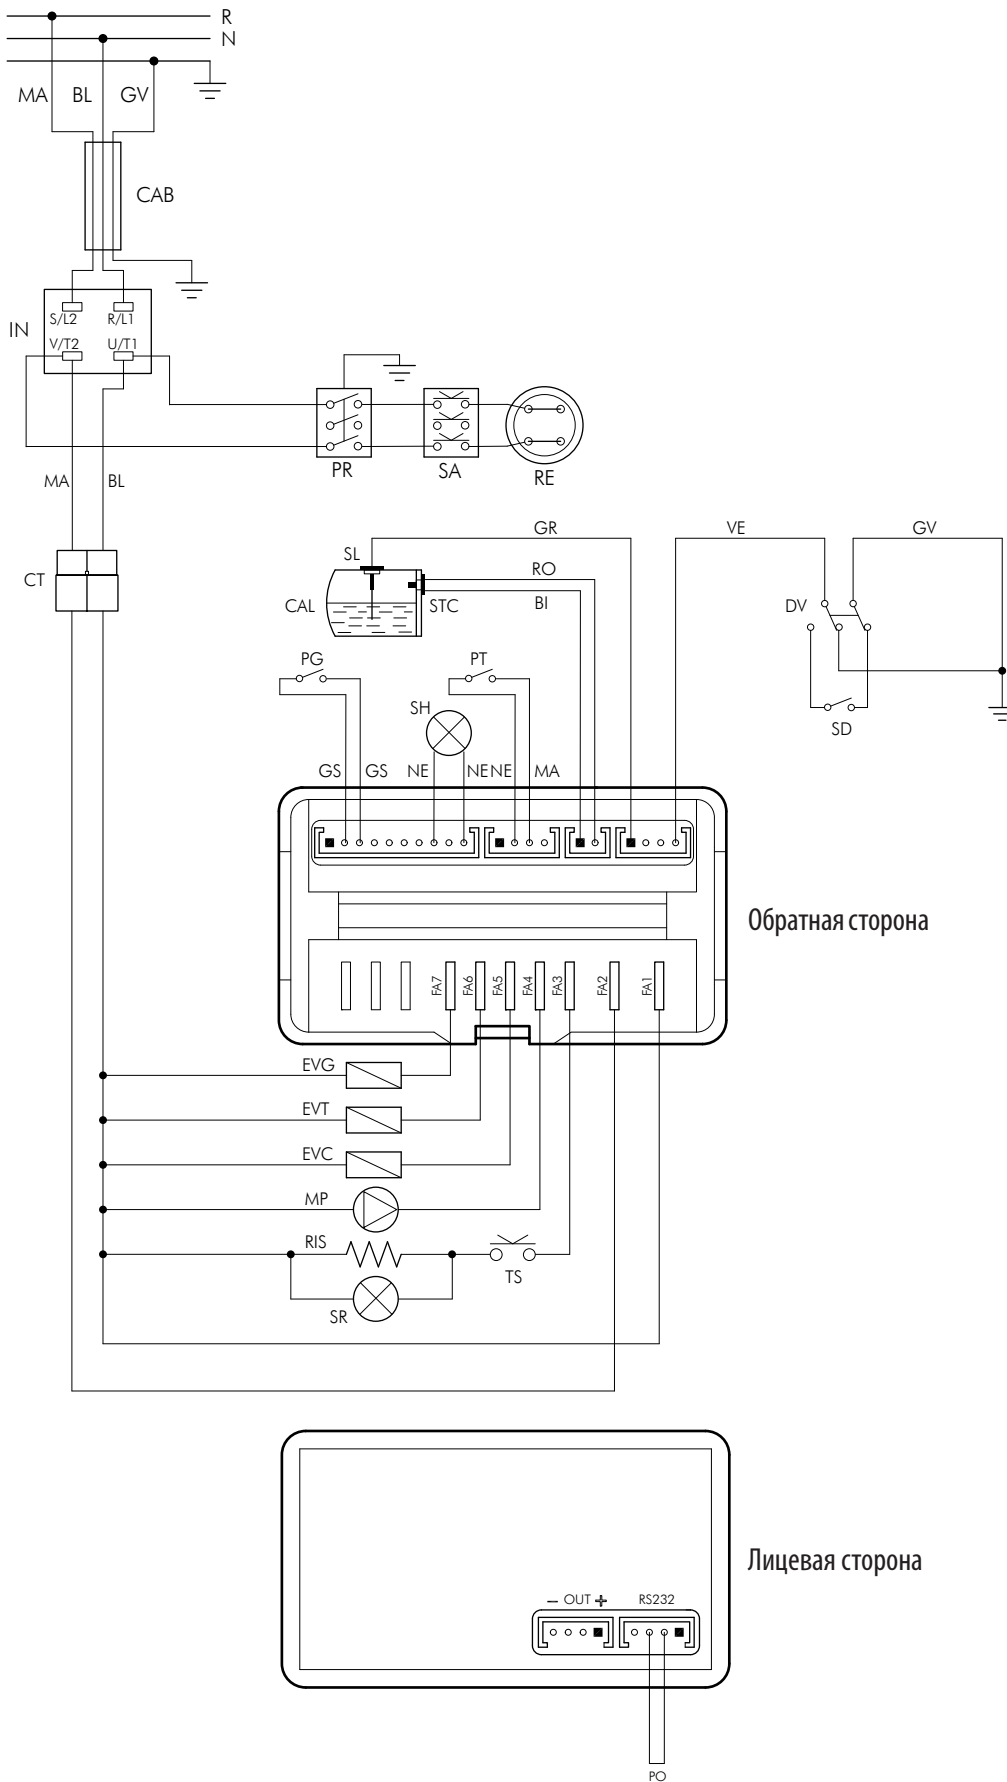 R
N
MA BL GV
CAB
IN
S/L2 R/L1
V/T2 U/T1
PR SA RE
MA BL
CT
GR VE GV
SL
RO
CAL STC BI
DV
SD
PG PT
SH
GS GS NE NE NE MA
Обратная сторона
FA7 FA6 FA5 FA4 FA3 FA2 FA1
EVG
EVT
EVC
MP
RIS
TS
SR
Лицевая сторона
– OUT + RS232
PO